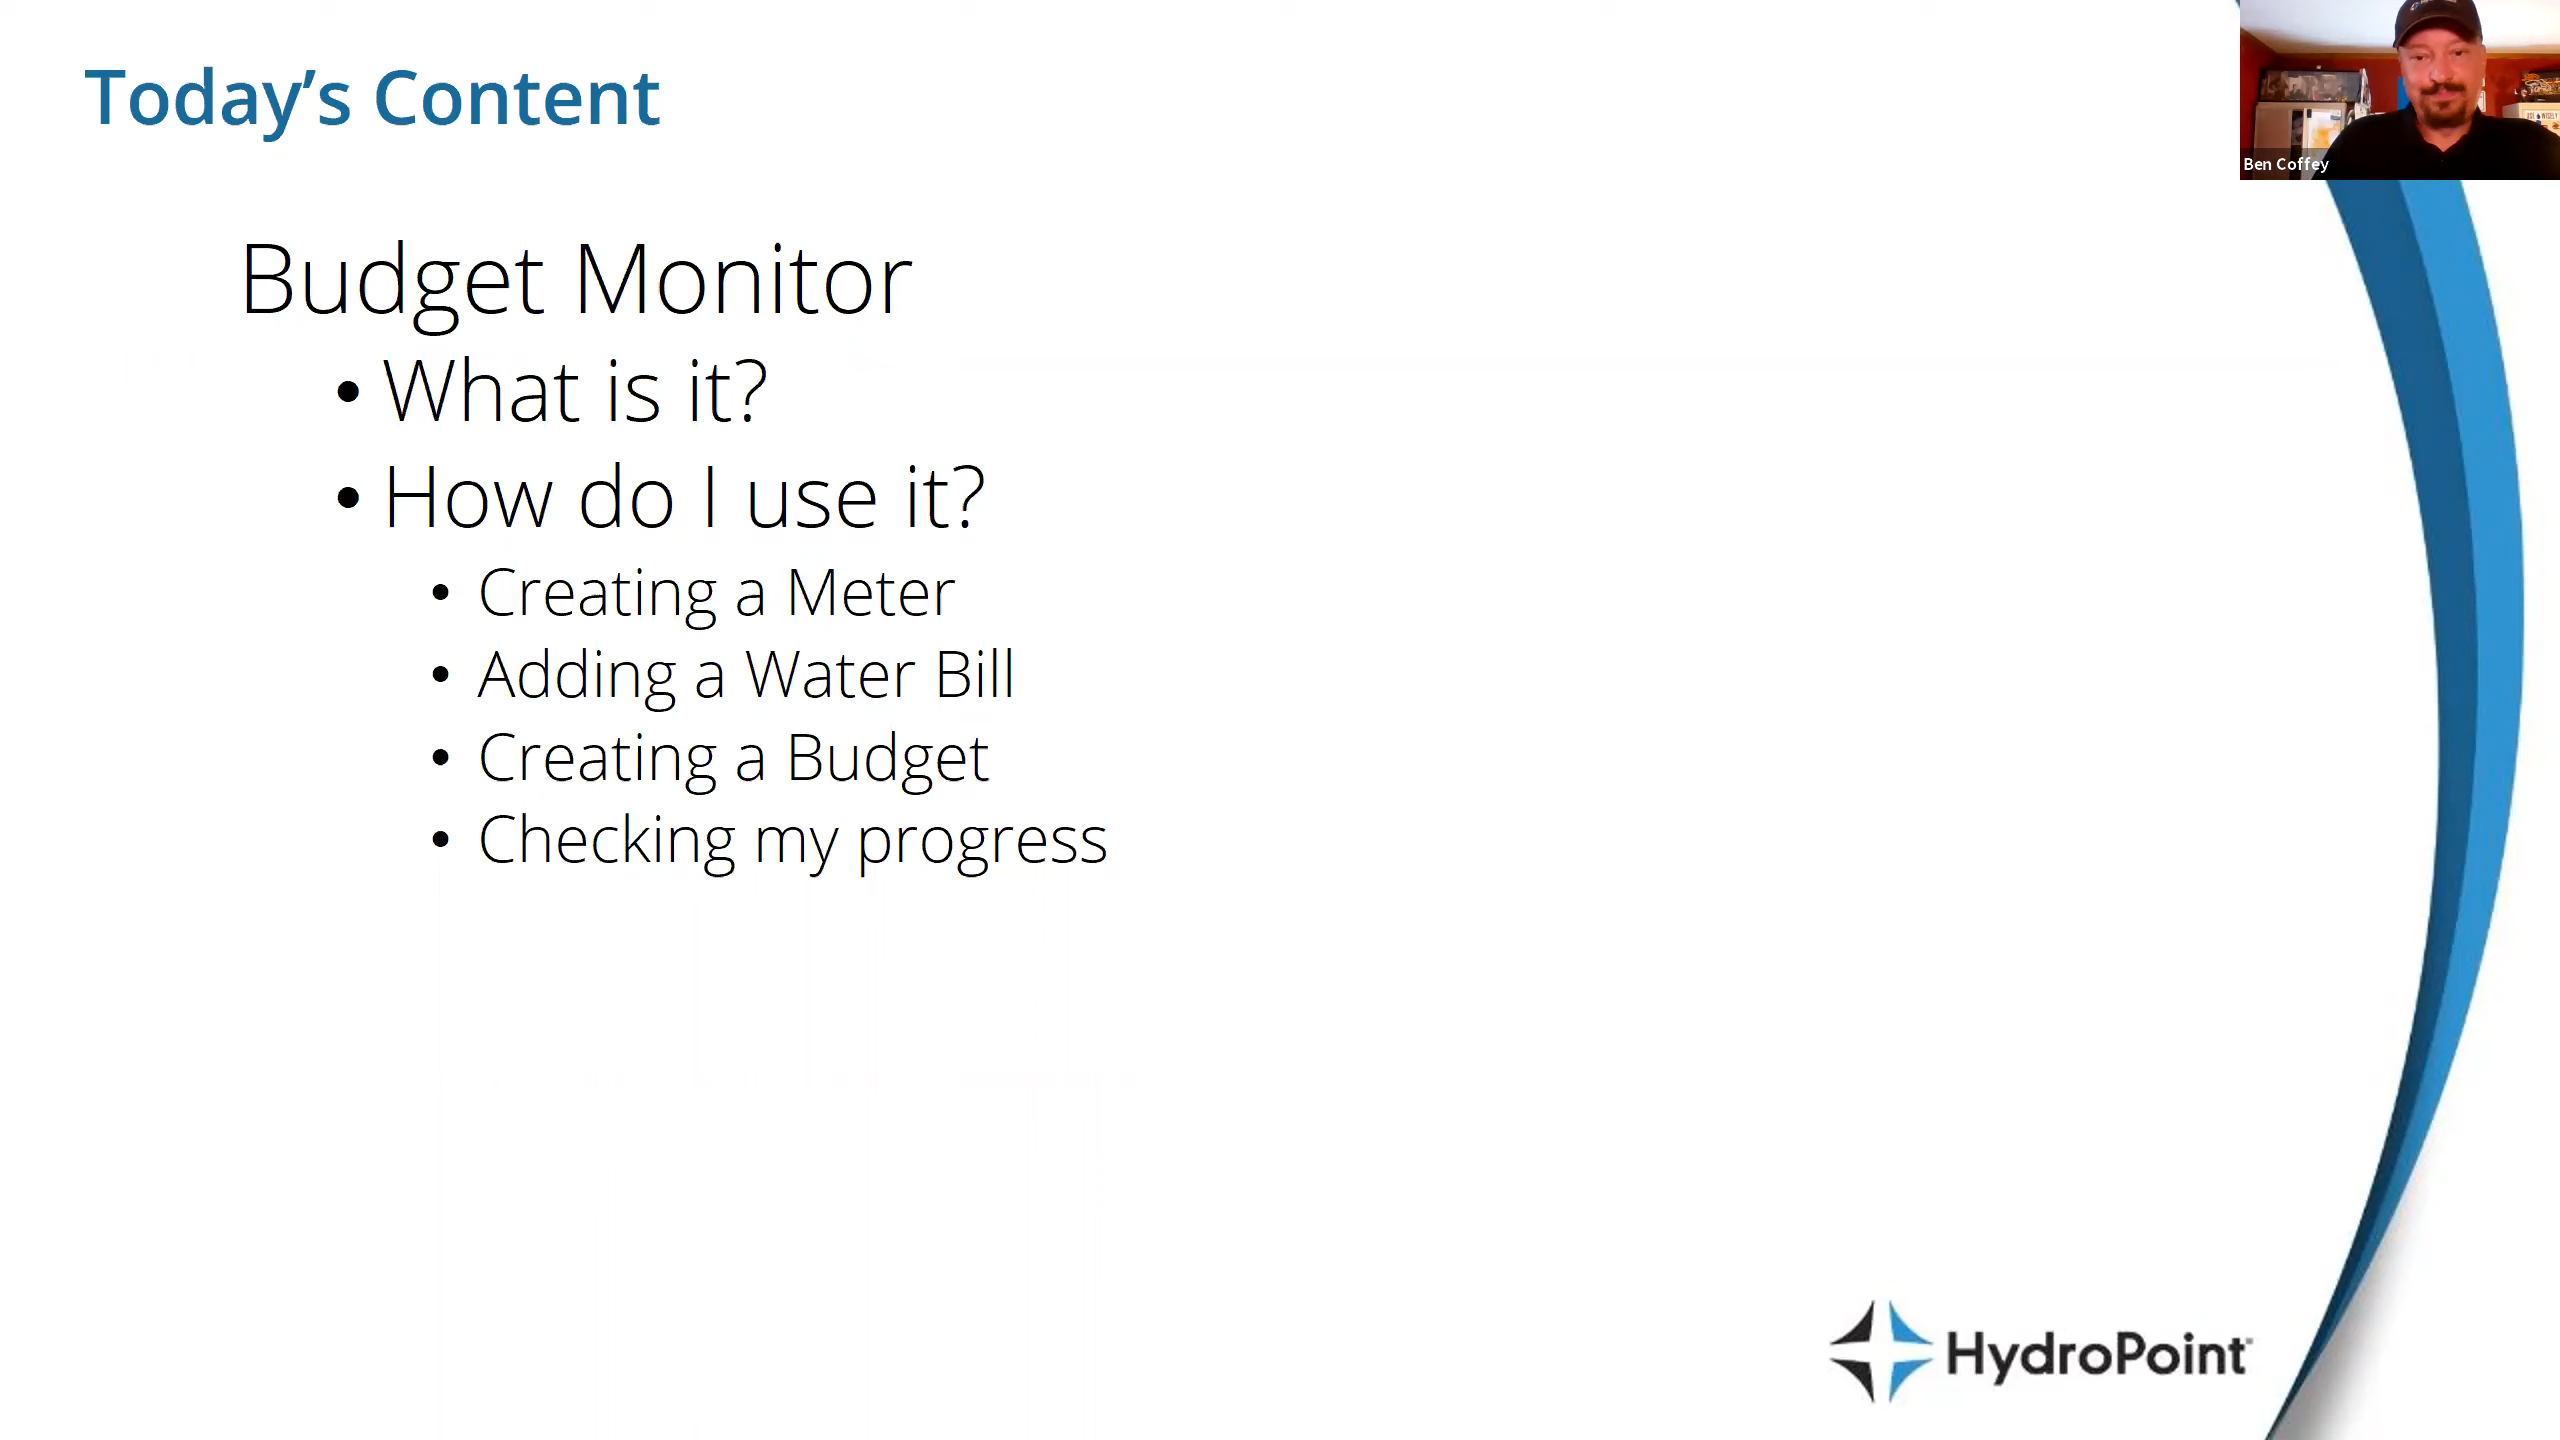 Today’s Content
Ben Coffey
Budget Monitor
• What is it?
• How do I use it?
• Creating a Meter
• Adding a Water Bill
• Creating a Budget
• Checking my progress
HydroPoint